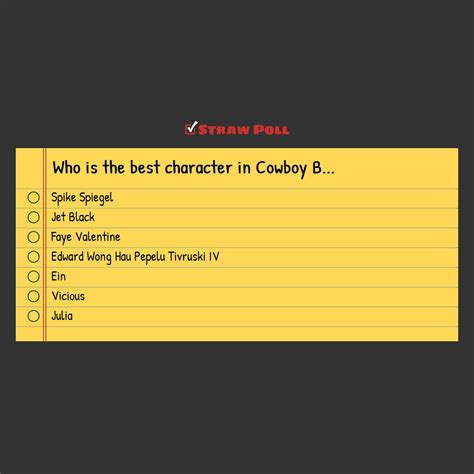 Straw Poll
Who is the best character in Cowboy B...
Spike Spiegel
Jet Black
Faye Valentine
Edward Wong Hau Pepelu Tivruski IV
Ein
Vicious
Julia